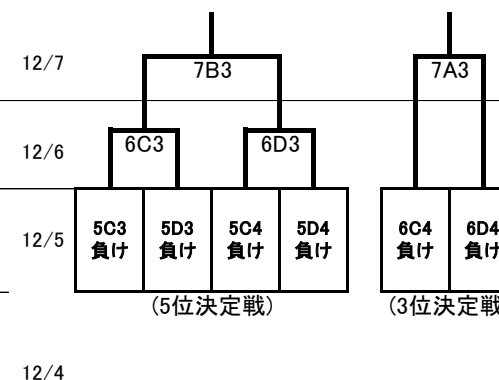 12/7
7B3
7A3
12/6
6C3
6D3
12/5
5C3
負け
5D3
負け
5C4
負け
5D4
負け
6C4
負け
6D4
負け
(5位決定戦)
(3位決定戦
12/4